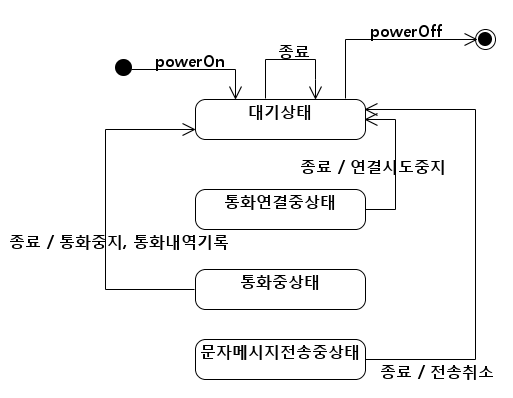 powerOff
종료
powerOn
대기상태
종료 / 연결시도중지
통화연결중상태
종료 / 통화중지, 통화내역기록
통화중상태
문자메시지전송중상태
종료 / 전송취소